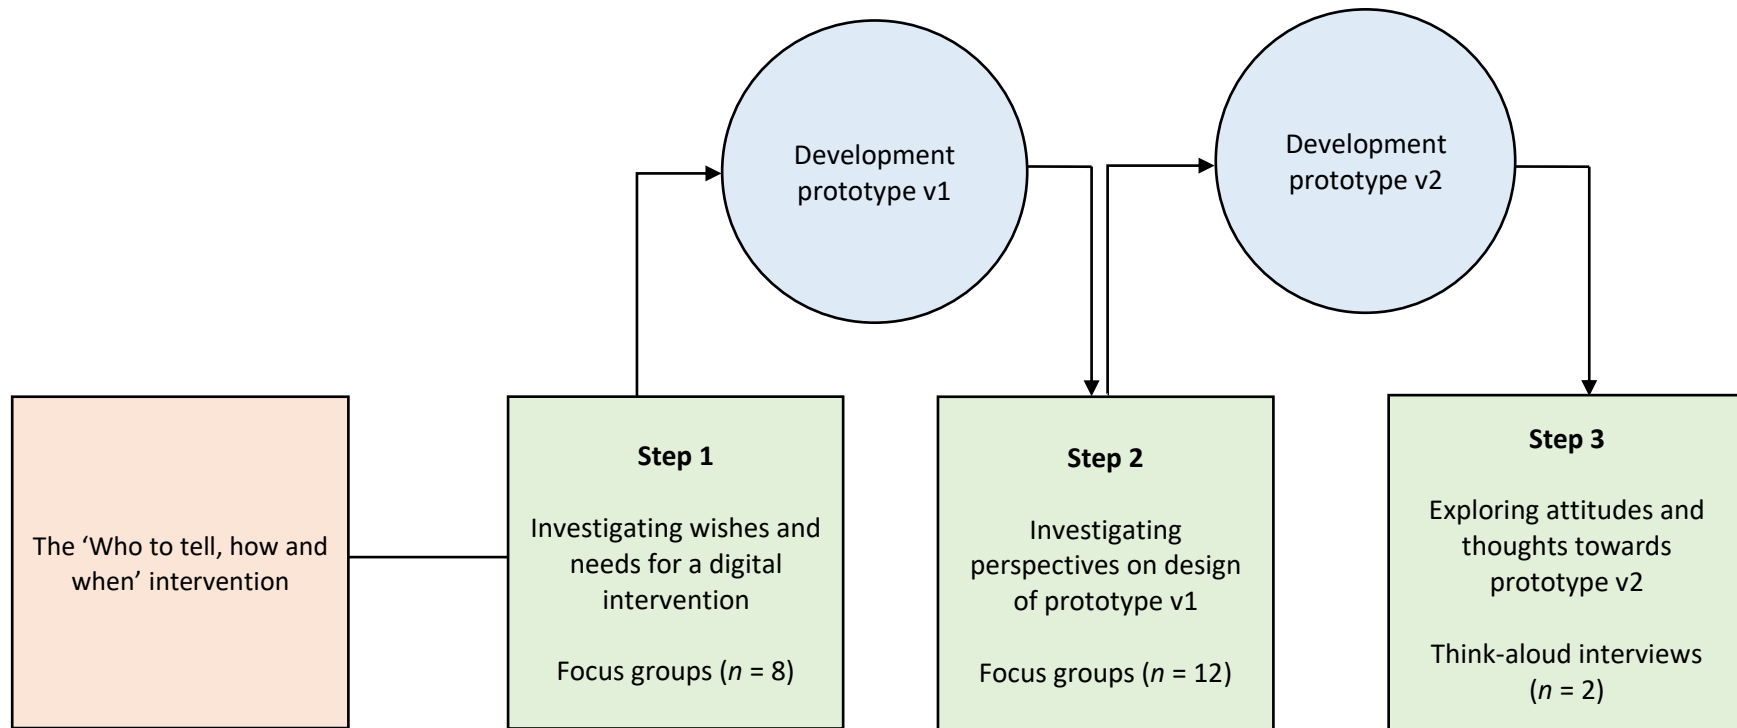 Development
prototype v1
Development
prototype v2
The ‘Who to tell, how and
when’ intervention
Step 1
Investigating wishes and
needs for a digital
intervention
Focus groups (n = 8)
Step 2
Investigating
perspectives on design
of prototype v1
Focus groups (n = 12)
Step 3
Exploring attitudes and
thoughts towards
prototype v2
Think-aloud interviews
(n = 2)